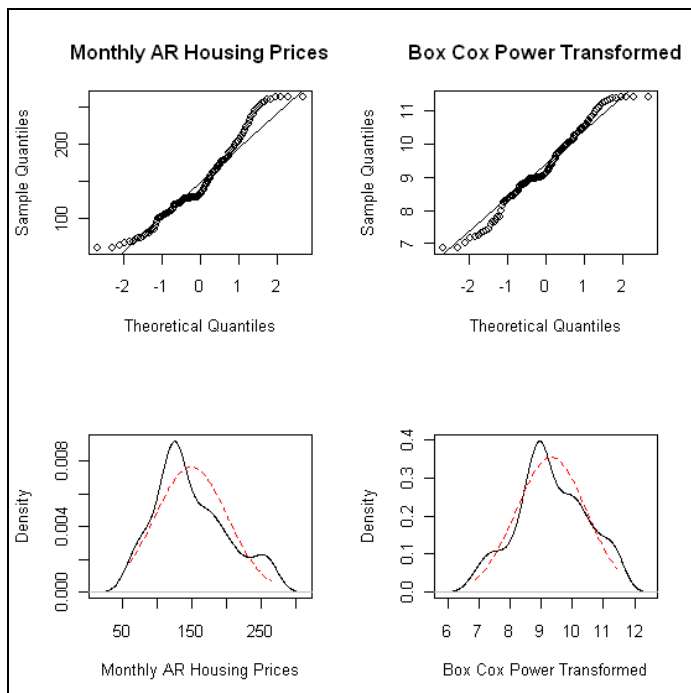 Monthly AR Housing Prices
Box Cox Power Transformed
Sample Quantiles
100
200
-2 -1 0 1 2
Theoretical Quantiles
Sample Quantiles
7 8 9 10 11
-2 -1 0 1 2
Theoretical Quantiles
Density
0.000 0.004 0.008
50 150 250
Monthly AR Housing Prices
Density
0.0 0.1 0.2 0.3 0.4
6 7 8 9 10 11 12
Box Cox Power Transformed